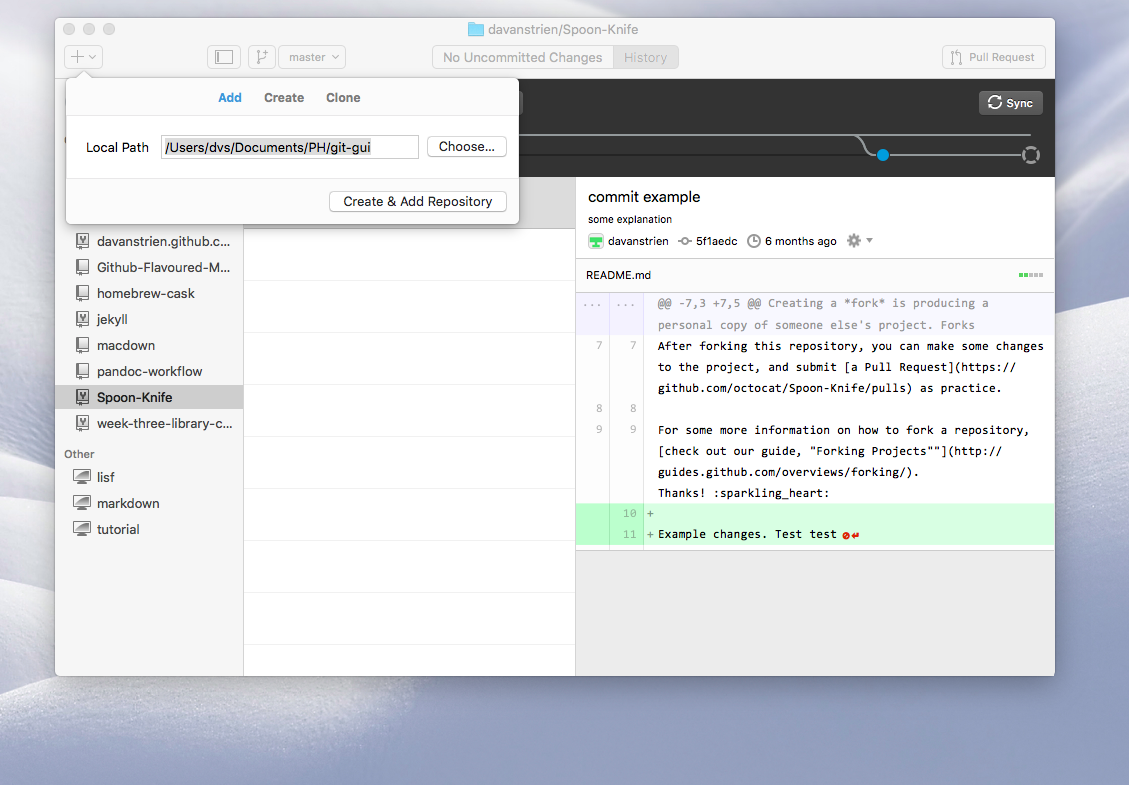 davanstrien/Spoon-Knife
master
No Uncommitted Changes
History
Pull Request
Add
Create
Clone
Sync
Local Path
/Users/dvs/Documents/PH/git-gui
Choose...
Create & Add Repository
davanstrien.github.c...
Github-Flavoured-M...
homebrew-cask
jekyll
macdown
pandoc-workflow
Spoon-Knife
week-three-library-c...
Other
lisf
markdown
tutorial
commit example
some explanation
davanstrien
5f1aedc
6 months ago
README.md
... ... @@ -7,3 +7,5 @@ Creating a *fork* is producing a
personal copy of someone else's project. Forks
7 7 After forking this repository, you can make some changes
to the project, and submit [a Pull Request](https://
github.com/octocat/Spoon-Knife/pulls) as practice.
8 8
9 9 For some more information on how to fork a repository,
[check out our guide, "Forking Projects""](http://
guides.github.com/overviews/forking/).
Thanks! :sparkling_heart:
10 +
11 + Example changes. Test test